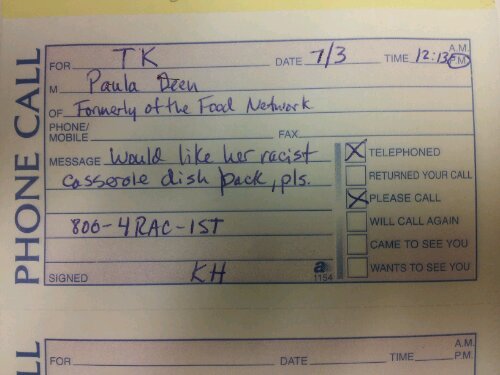 PHONE CALL
FOR TK DATE 7/3 TIME 12:13 A.M. P.M.
M Paula Deen
OF Formerly of the Food Network
PHONE/
MOBILE FAX
MESSAGE Would like her racist
casserole dish back, pls.
800-4RAC-1ST
SIGNED KH
TELEPHONED
RETURNED YOUR CALL
PLEASE CALL
WILL CALL AGAIN
CAME TO SEE YOU
WANTS TO SEE YOU
a
1154
LL
FOR DATE TIME A.M. P.M.